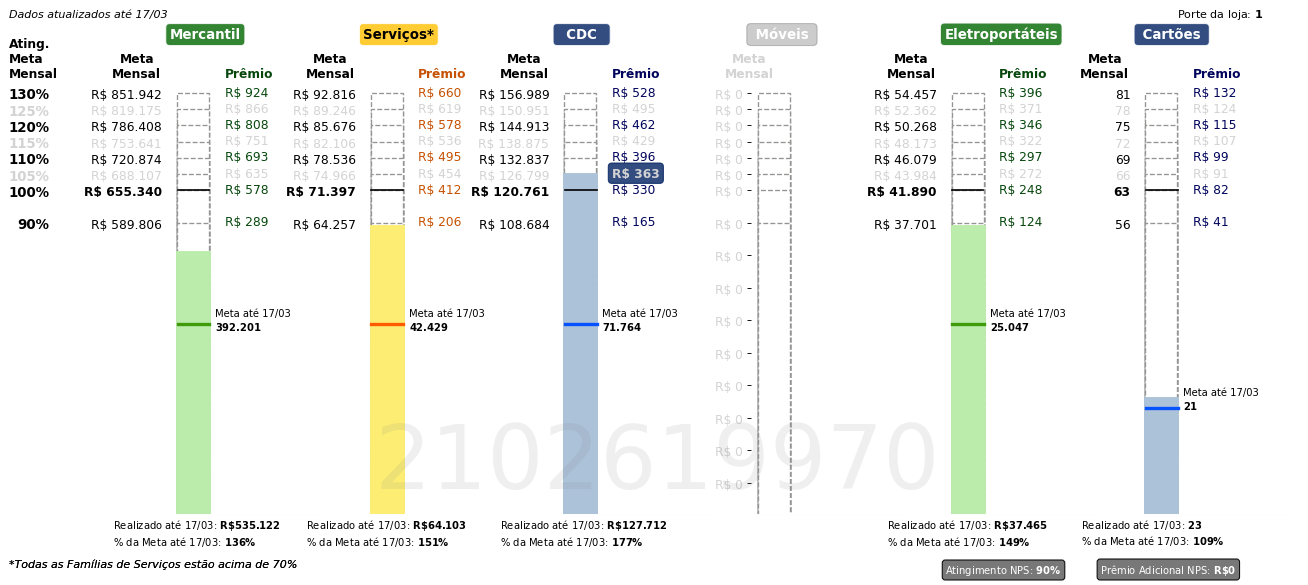 Dados atualizados até 17/03
Porte da loja: 1
Mercantil Serviços* CDC Móveis Eletroportáteis Cartões
Ating. Meta Mensal
Meta Mensal Prêmio Meta Mensal Prêmio Meta Mensal Prêmio Meta Mensal Meta Mensal Prêmio Meta Mensal Prêmio
130% R$ 851.942 R$ 924 R$ 92.816 R$ 660 R$ 156.989 R$ 528 R$ 0 R$ 54.457 R$ 396 81 R$ 132
125% R$ 819.175 R$ 866 R$ 89.246 R$ 619 R$ 150.951 R$ 495 R$ 0 R$ 52.362 R$ 371 78 R$ 124
120% R$ 786.408 R$ 808 R$ 85.676 R$ 578 R$ 144.913 R$ 462 R$ 0 R$ 50.268 R$ 346 75 R$ 115
115% R$ 753.641 R$ 751 R$ 82.106 R$ 536 R$ 138.875 R$ 429 R$ 0 R$ 48.173 R$ 322 72 R$ 107
110% R$ 720.874 R$ 693 R$ 78.536 R$ 495 R$ 132.837 R$ 396 R$ 0 R$ 46.079 R$ 297 69 R$ 99
105% R$ 688.107 R$ 635 R$ 74.966 R$ 454 R$ 126.799 R$ 363 R$ 0 R$ 43.984 R$ 272 66 R$ 91
100% R$ 655.340 R$ 578 R$ 71.397 R$ 412 R$ 120.761 R$ 330 R$ 0 R$ 41.890 R$ 248 63 R$ 82
90% R$ 589.806 R$ 289 R$ 64.257 R$ 206 R$ 108.684 R$ 165 R$ 0 R$ 37.701 R$ 124 56 R$ 41
R$ 0
R$ 0
Meta até 17/03 Meta até 17/03 Meta até 17/03 Meta até 17/03
392.201 42.429 71.764 R$ 0 25.047
R$ 0
R$ 0
Meta até 17/03
21
R$ 0
R$ 0
R$ 0
2102619970
Realizado até 17/03: R$535.122 Realizado até 17/03: R$64.103 Realizado até 17/03: R$127.712 Realizado até 17/03: R$37.465 Realizado até 17/03: 23
% da Meta até 17/03: 136% % da Meta até 17/03: 151% % da Meta até 17/03: 177% % da Meta até 17/03: 149% % da Meta até 17/03: 109%
*Todas as Famílias de Serviços estão acima de 70%
Atingimento NPS: 90% Prêmio Adicional NPS: R$0